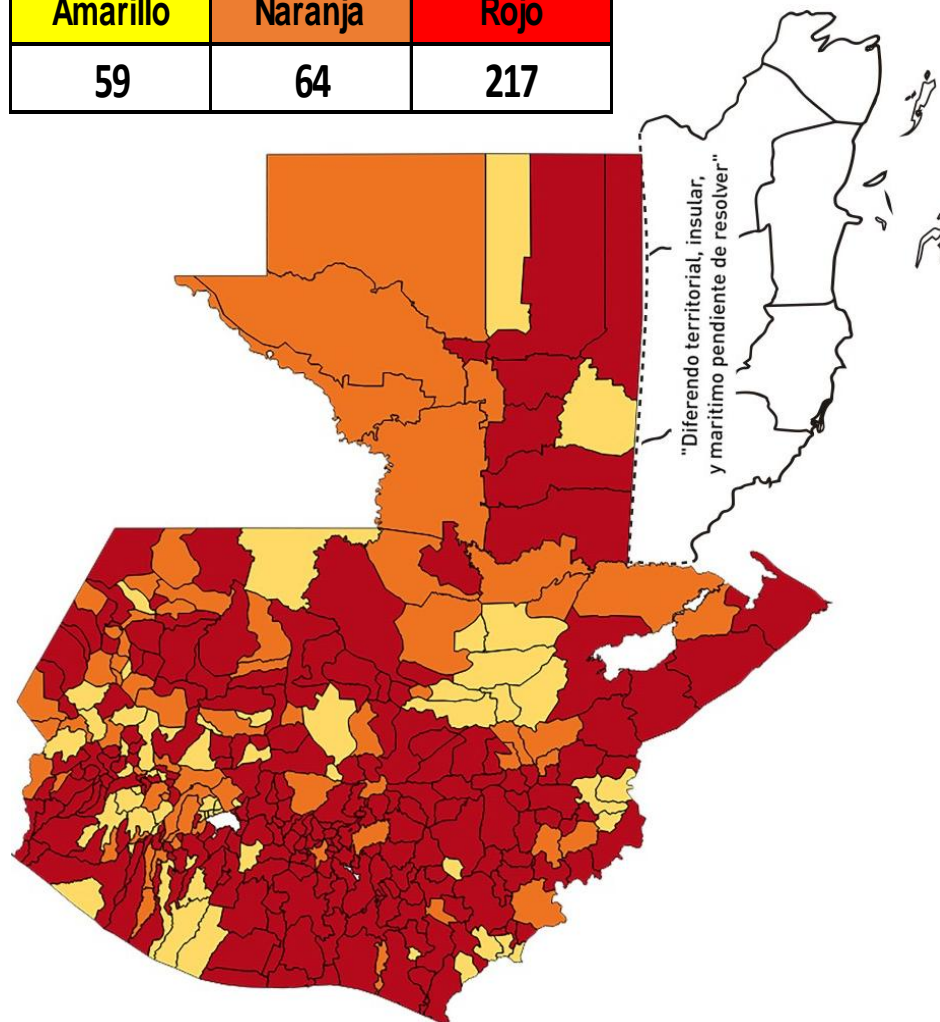 Amarillo Naranja Rojo
59 64 217
"Diferendo territorial, insular,
y marítimo pendiente de resolver"